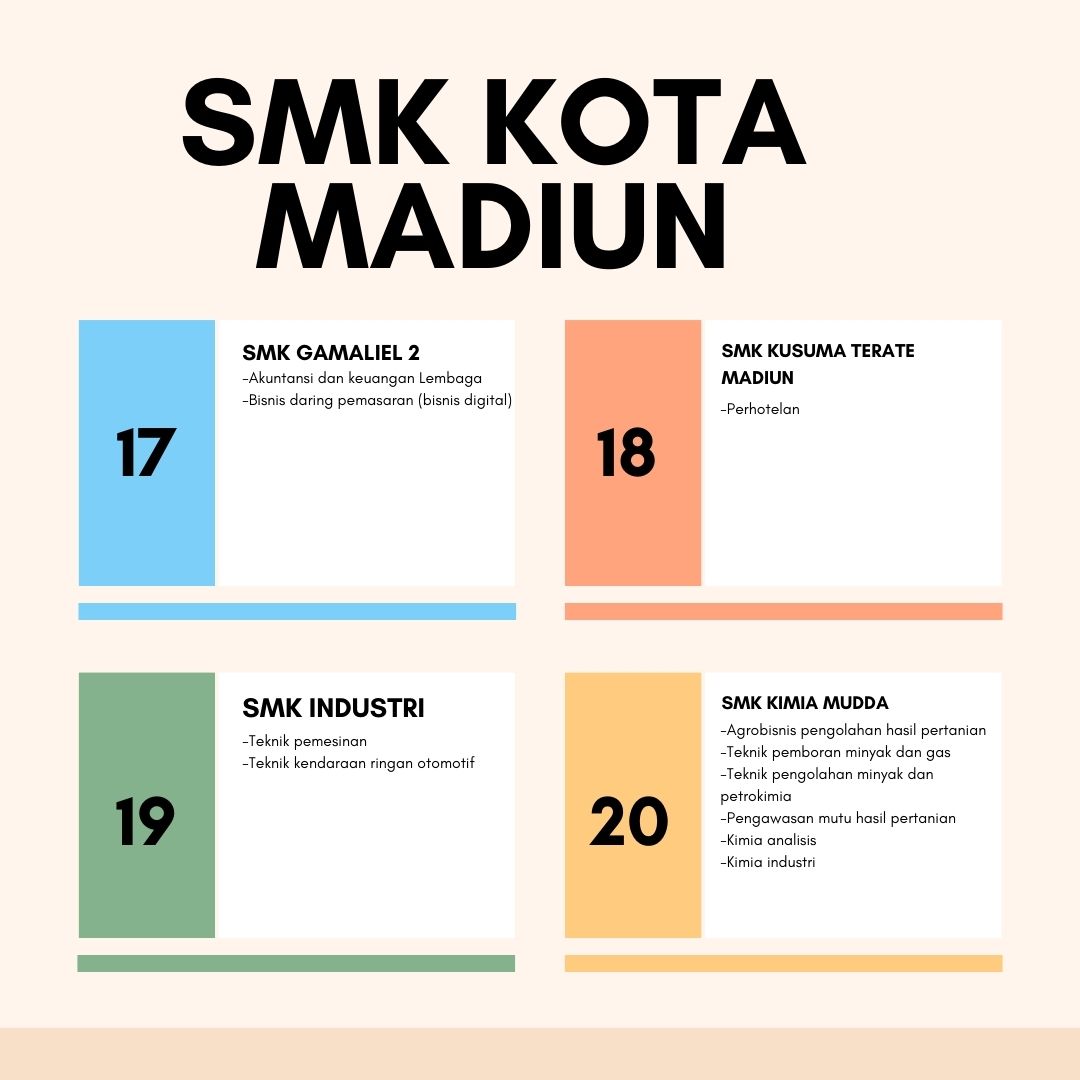 SMK KOTA
MADIUN
17
SMK GAMALIEL 2
-Akuntansi dan keuangan Lembaga
-Bisnis daring pemasaran (bisnis digital)
18
SMK KUSUMA TERATE
MADIUN
-Perhotelan
19
SMK INDUSTRI
-Teknik pemesinan
-Teknik kendaraan ringan otomotif
20
SMK KIMIA MUDDA
-Agrobisnis pengolahan hasil pertanian
-Teknik pemboran minyak dan gas
-Teknik pengolahan minyak dan
petrokimia
-Pengawasan mutu hasil pertanian
-Kimia analisis
-Kimia industri